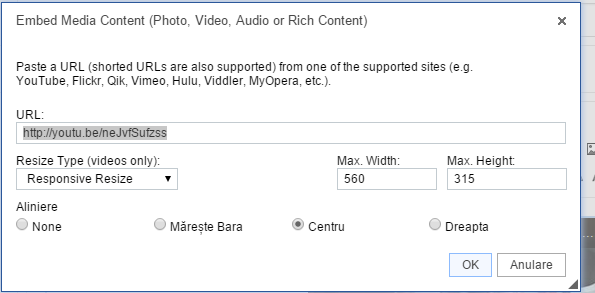 Embed Media Content (Photo, Video, Audio or Rich Content)
Paste a URL (shorted URLs are also supported) from one of the supported sites (e.g.
YouTube, Flickr, Qik, Vimeo, Hulu, Viddler, MyOpera, etc.).
URL:
http://youtu.be/neJvfSufzss
Resize Type (videos only): Max. Width: Max. Height:
Responsive Resize 560 315
Aliniere
None Mărește Bara Centru Dreapta
OK Anulare